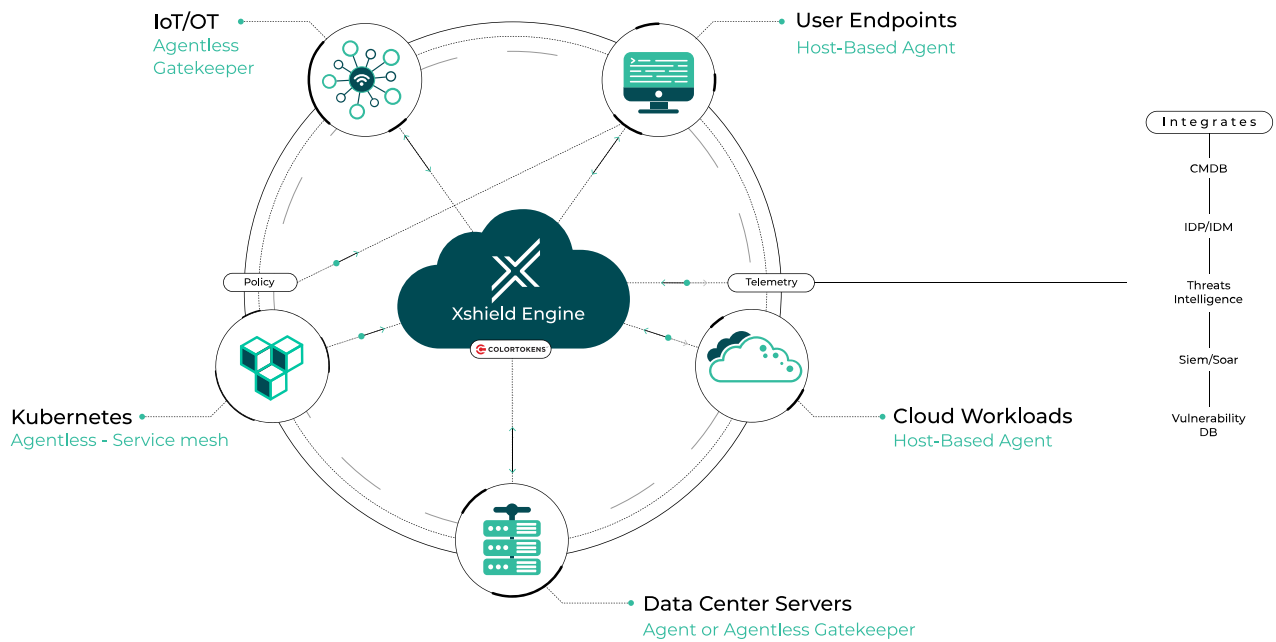 IoT/OT
Agentless
Gatekeeper
User Endpoints
Host-Based Agent
Integrates
CMDB
IDP/IDM
Threats
Intelligence
Siem/Soar
Vulnerability
DB
Policy
Telemetry
Xshield Engine
COLORTOKENS
Kubernetes
Agentless - Service mesh
Cloud Workloads
Host-Based Agent
Data Center Servers
Agent or Agentless Gatekeeper